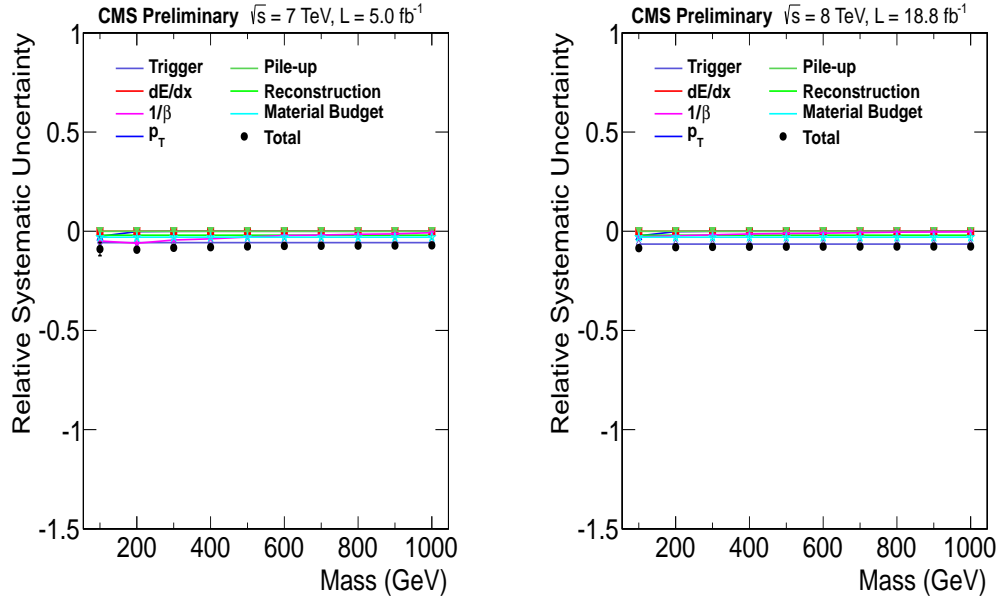 CMS Preliminary √s = 7 TeV, L = 5.0 fb-1
Relative Systematic Uncertainty
1
0.5
0
-0.5
-1
-1.5
Trigger
dE/dx
1/β
pT
Pile-up
Reconstruction
Material Budget
Total
200 400 600 800 1000
Mass (GeV)
CMS Preliminary √s = 8 TeV, L = 18.8 fb-1
Relative Systematic Uncertainty
1
0.5
0
-0.5
-1
-1.5
Trigger
dE/dx
1/β
pT
Pile-up
Reconstruction
Material Budget
Total
200 400 600 800 1000
Mass (GeV)